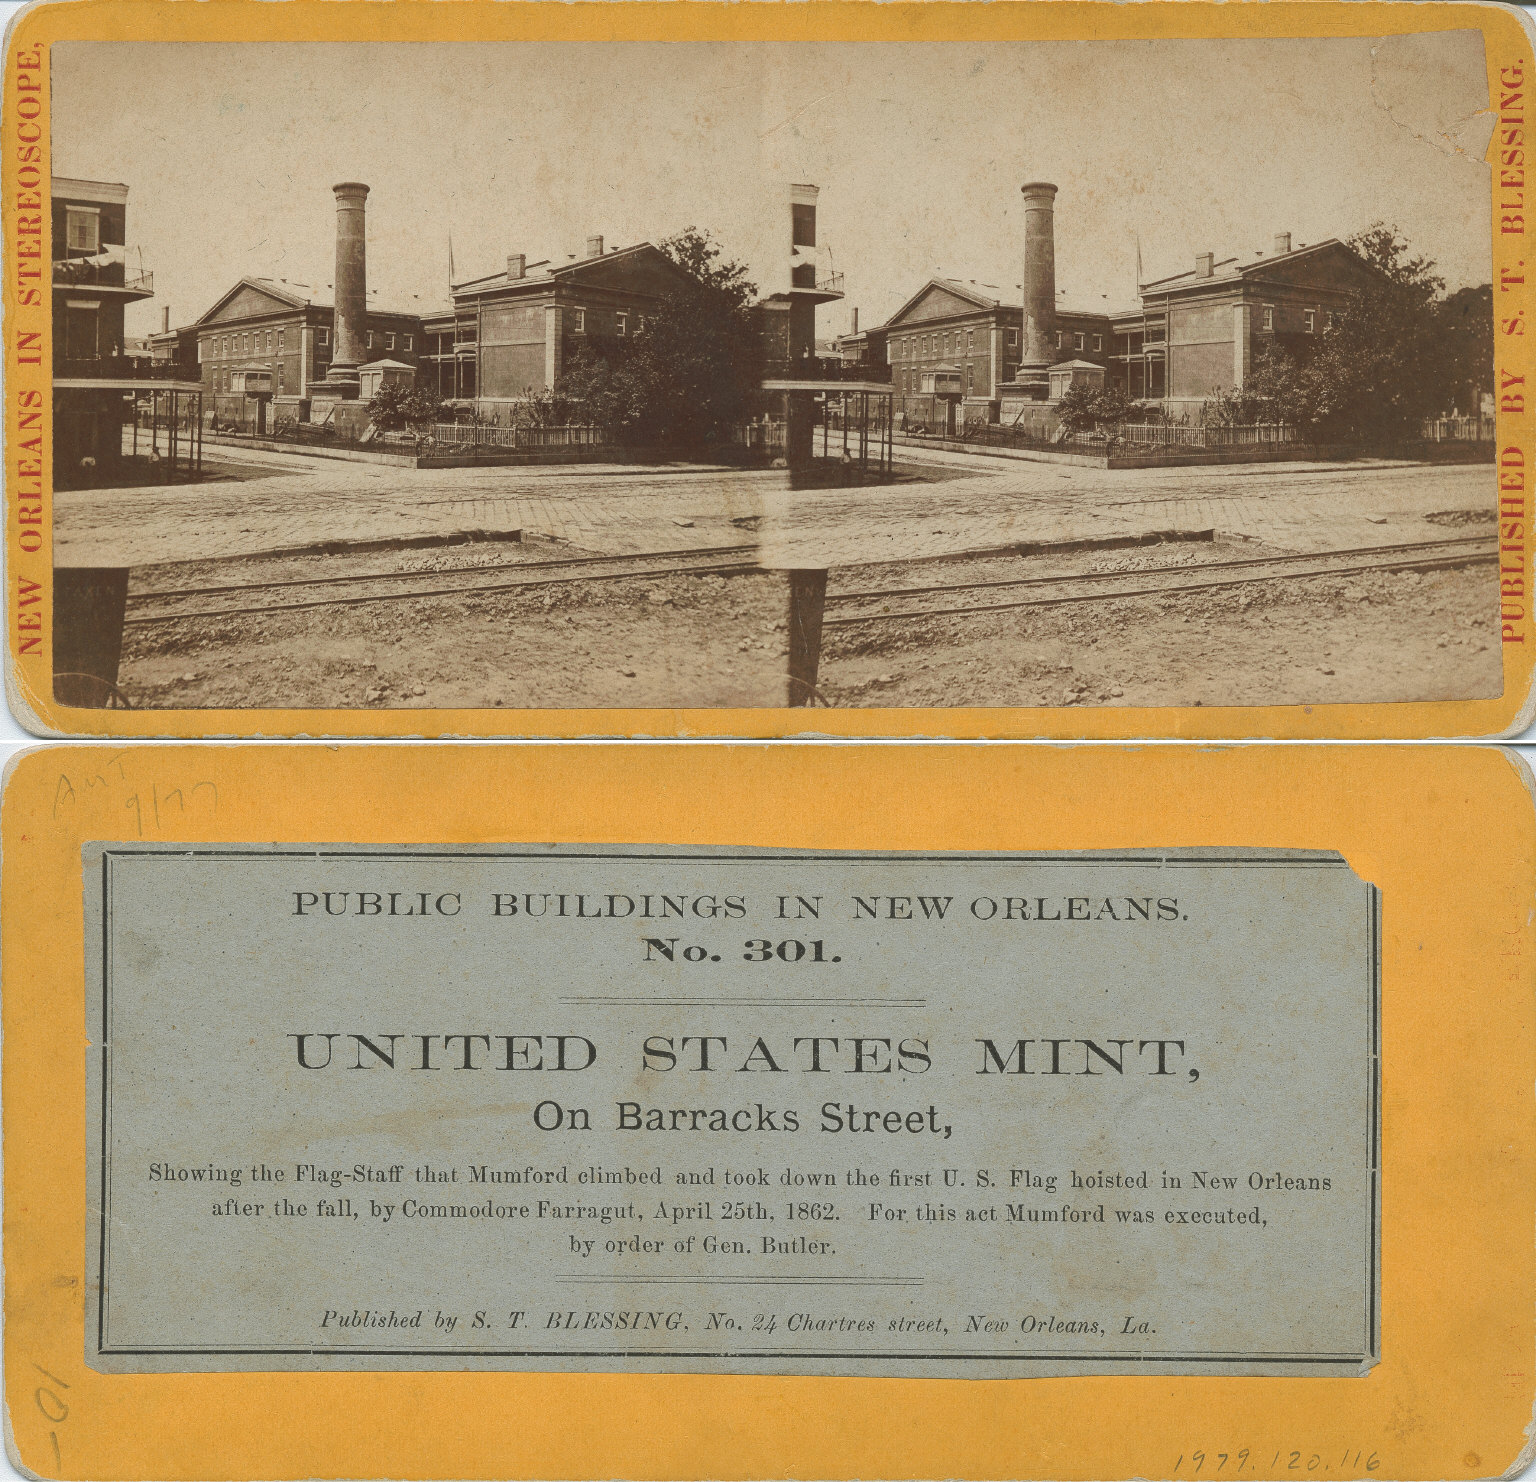 NEW ORLEANS IN STEREOSCOPE,
PUBLISHED BY S. T. BLESSING.
9/77
PUBLIC BUILDINGS IN NEW ORLEANS.
No. 301.
UNITED STATES MINT,
On Barracks Street,
Showing the Flag-Staff that Mumford climbed and took down the first U. S. Flag hoisted in New Orleans
after the fall, by Commodore Farragut, April 25th, 1862. For this act Mumford was executed,
by order of Gen. Butler.
Published by S. T. BLESSING, No. 24 Chartres street, New Orleans, La.
1979.120.116